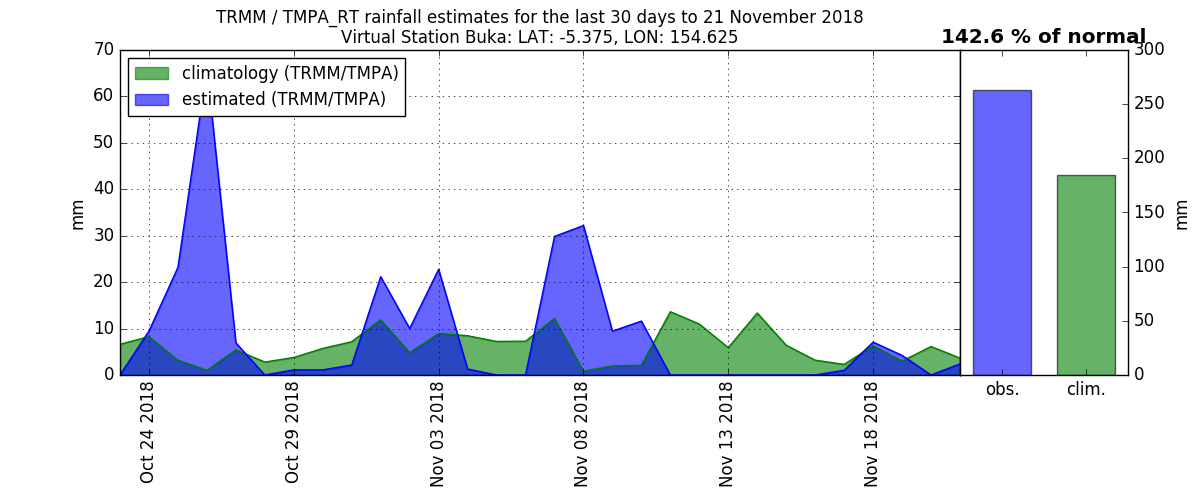 TRMM / TMPA_RT rainfall estimates for the last 30 days to 21 November 2018
Virtual Station Buka: LAT: -5.375, LON: 154.625
142.6 % of normal
climatology (TRMM/TMPA)
estimated (TRMM/TMPA)
70
60
50
40
30
20
10
0
mm
Oct 24 2018
Oct 29 2018
Nov 03 2018
Nov 08 2018
Nov 13 2018
Nov 18 2018
300
250
200
150
100
50
0
mm
obs.
clim.